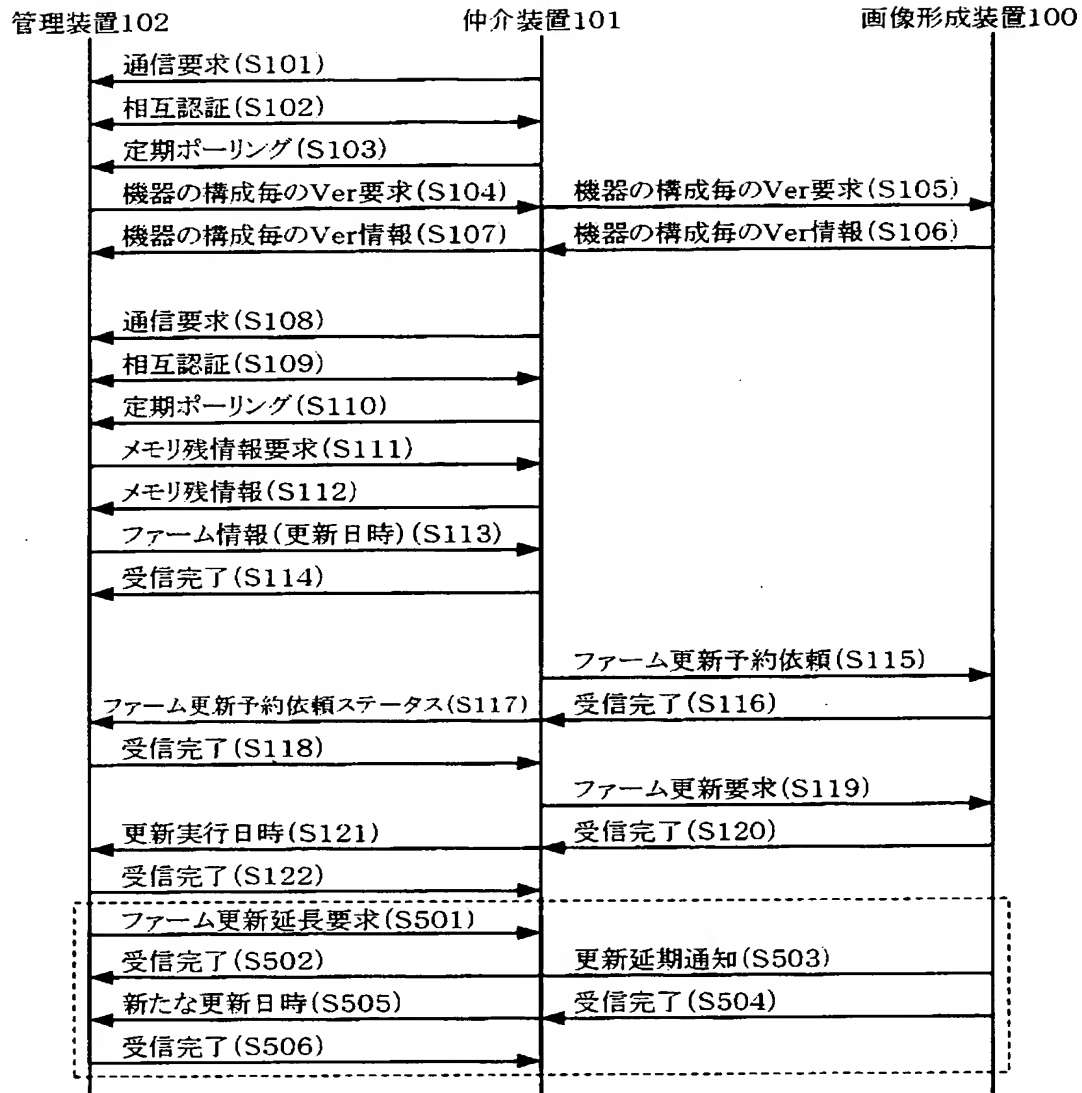 管理装置102 仲介装置101 画像形成装置100
通信要求(S101)
相互認証(S102)
定期ポーリング(S103)
機器の構成毎のVer要求(S104) 機器の構成毎のVer要求(S105)
機器の構成毎のVer情報(S107) 機器の構成毎のVer情報(S106)
通信要求(S108)
相互認証(S109)
定期ポーリング(S110)
メモリ残情報要求(S111)
メモリ残情報(S112)
ファーム情報(更新日時)(S113)
受信完了(S114)
ファーム更新予約依頼(S115)
ファーム更新予約依頼ステータス(S117) 受信完了(S116)
受信完了(S118)
ファーム更新要求(S119)
更新実行日時(S121) 受信完了(S120)
受信完了(S122)
ファーム更新延長要求(S501)
受信完了(S502) 更新延期通知(S503)
新たな更新日時(S505) 受信完了(S504)
受信完了(S506)